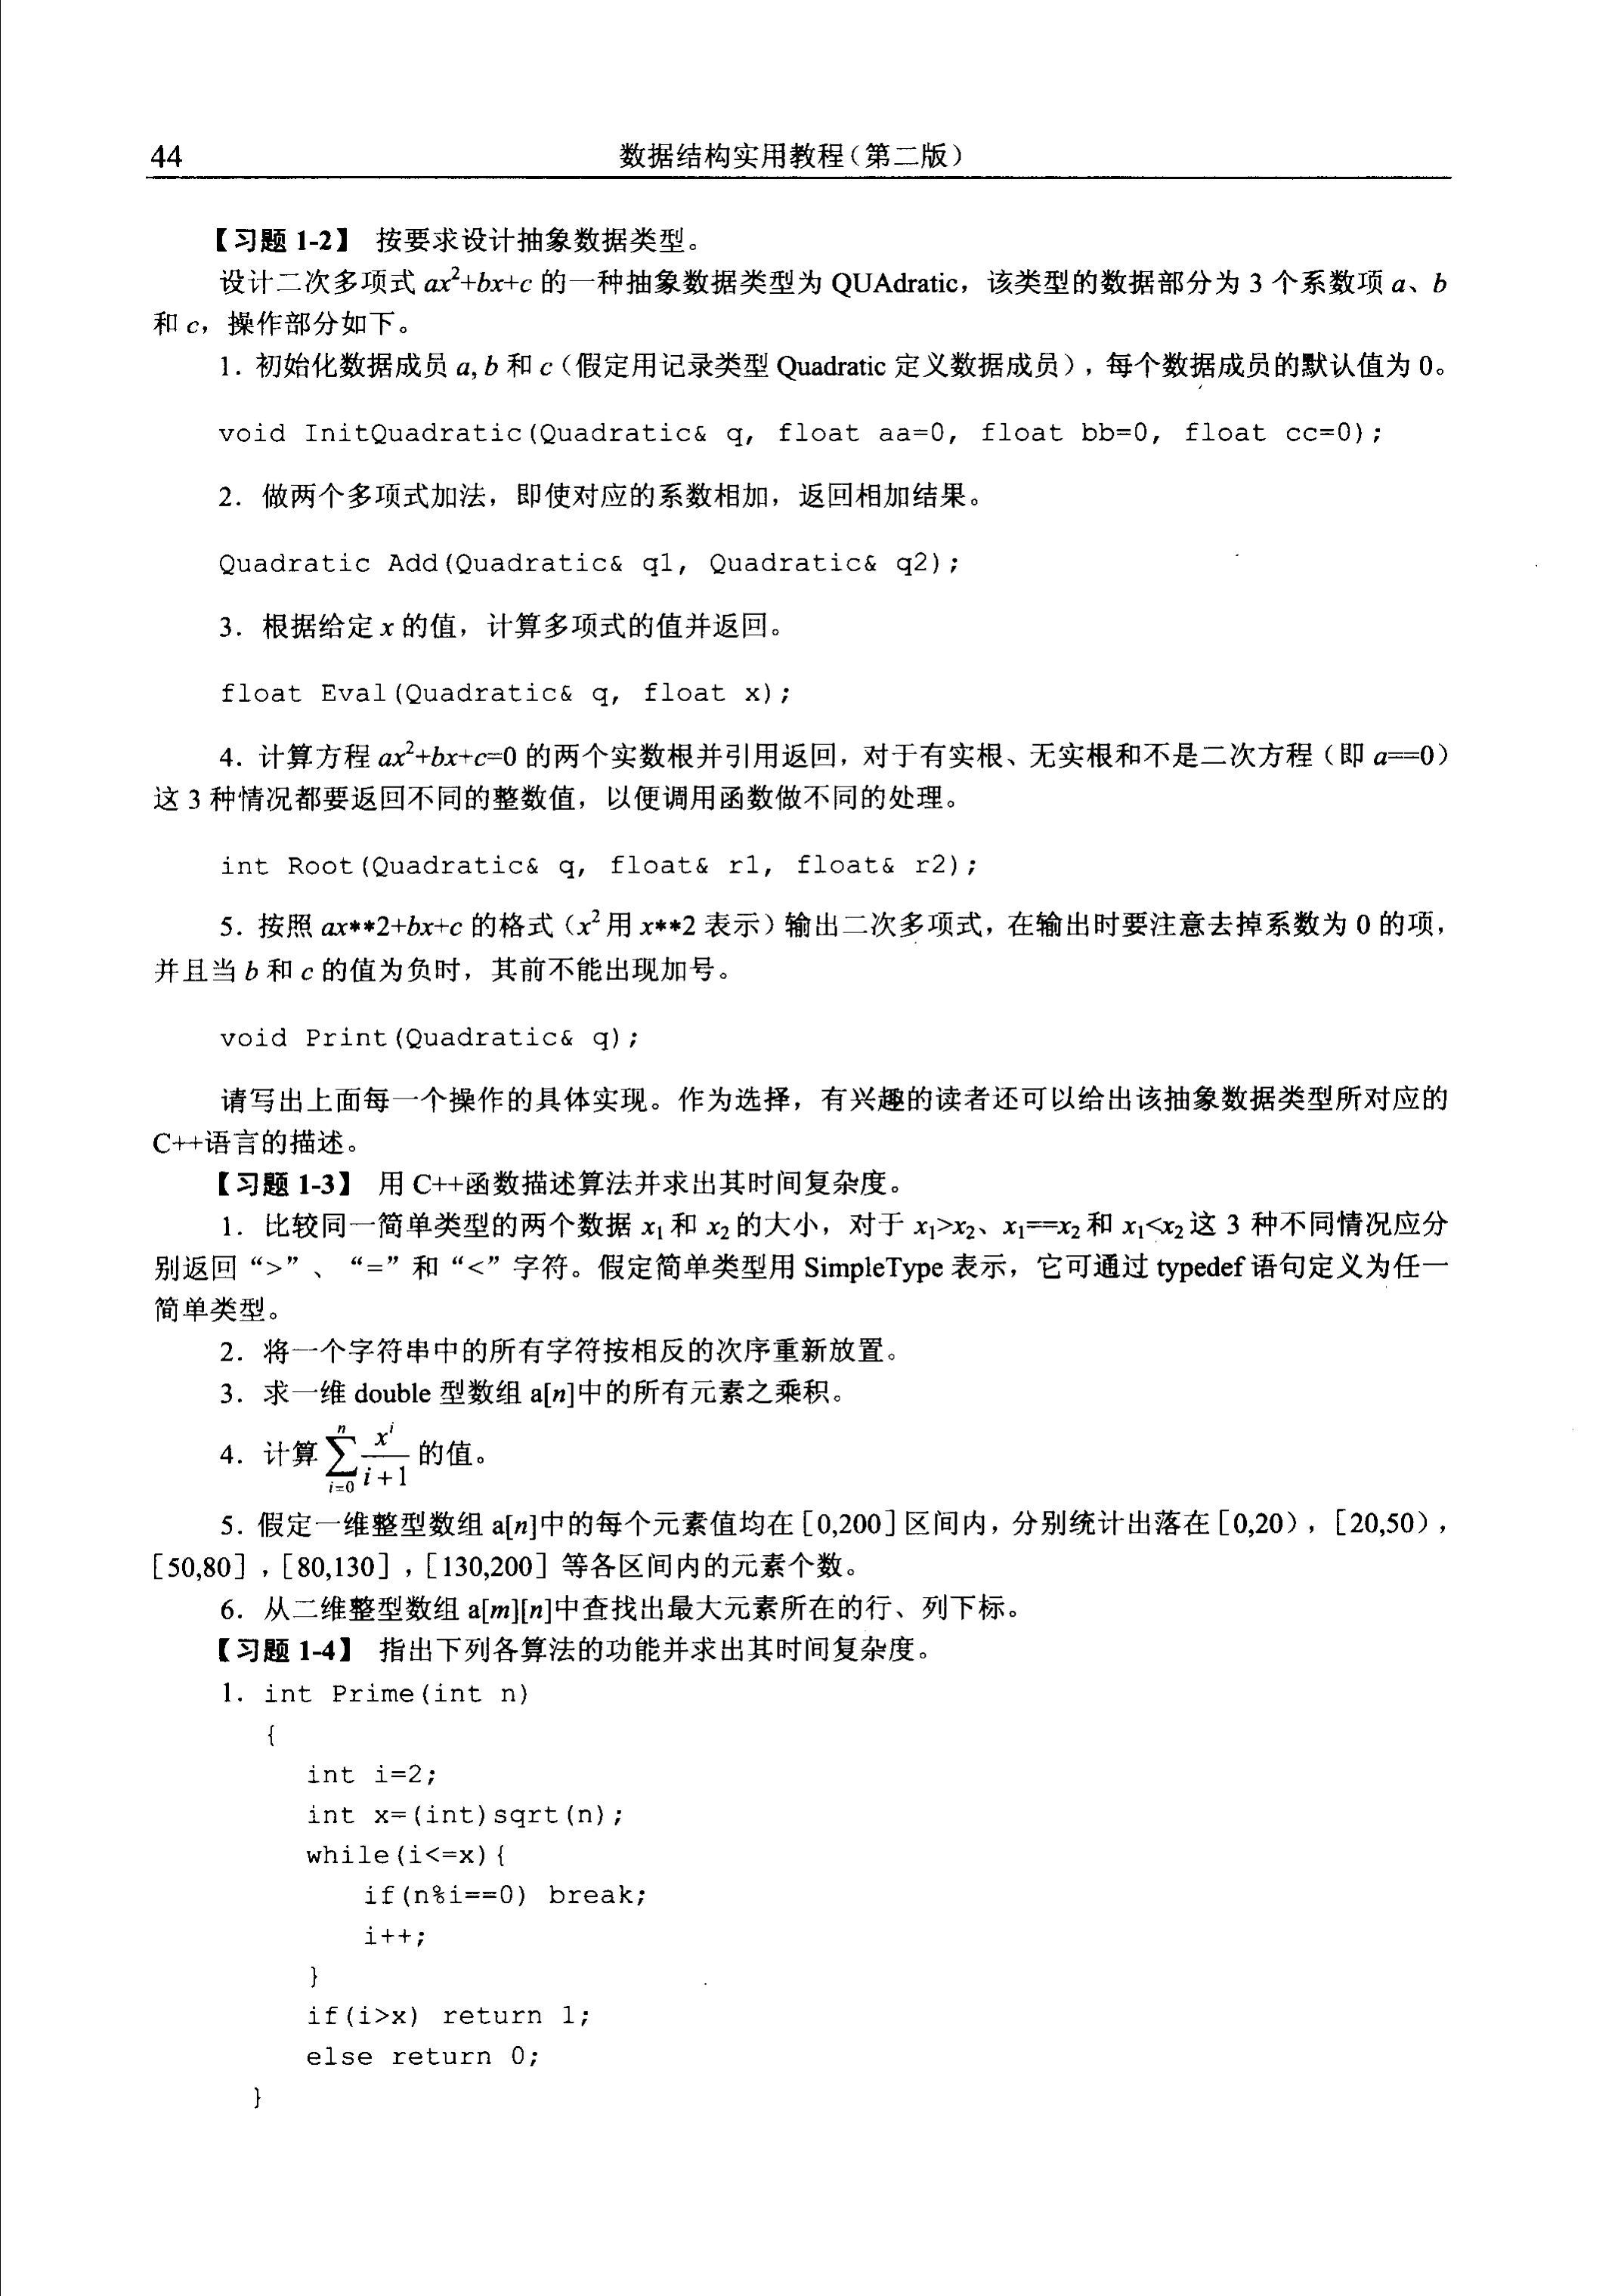 44
数据结构实用教程(第二版)
【习题 1-2】 按要求设计抽象数据类型。
设计二次多项式 ax²+bx+c 的一种抽象数据类型为 QUAdratic，该类型的数据部分为 3 个系数项 a、b
和 c，操作部分如下。
1. 初始化数据成员 a, b 和 c（假定用记录类型 Quadratic 定义数据成员），每个数据成员的默认值为 0。
void InitQuadratic(Quadratic& q, float aa=0, float bb=0, float cc=0);
2. 做两个多项式加法，即使对应的系数相加，返回相加结果。
Quadratic Add(Quadratic& q1, Quadratic& q2);
3. 根据给定 x 的值，计算多项式的值并返回。
float Eval(Quadratic& q, float x);
4. 计算方程 ax²+bx+c=0 的两个实数根并引用返回，对于有实根、无实根和不是二次方程（即 a==0）
这 3 种情况都要返回不同的整数值，以便调用函数做不同的处理。
int Root(Quadratic& q, float& r1, float& r2);
5. 按照 ax**2+bx+c 的格式（x² 用 x**2 表示）输出二次多项式，在输出时要注意去掉系数为 0 的项，
并且当 b 和 c 的值为负时，其前不能出现加号。
void Print(Quadratic& q);
请写出上面每一个操作的具体实现。作为选择，有兴趣的读者还可以给出该抽象数据类型所对应的
C++语言的描述。
【习题 1-3】 用 C++函数描述算法并求出其时间复杂度。
1. 比较同一简单类型的两个数据 x₁ 和 x₂ 的大小，对于 x₁>x₂、x₁==x₂ 和 x₁<x₂ 这 3 种不同情况应分
别返回“>”、“=”和“<”字符。假定简单类型用 SimpleType 表示，它可通过 typedef 语句定义为任一
简单类型。
2. 将一个字符串中的所有字符按相反的次序重新放置。
3. 求一维 double 型数组 a[n]中的所有元素之乘积。
4. 计算 $\sum_{i=0}^{n}\frac{x^i}{i+1}$ 的值。
5. 假定一维整型数组 a[n]中的每个元素值均在[0,200]区间内，分别统计出落在[0,20)，[20,50)，
[50,80]，[80,130]，[130,200] 等各区间内的元素个数。
6. 从二维整型数组 a[m][n]中查找出最大元素所在的行、列下标。
【习题 1-4】 指出下列各算法的功能并求出其时间复杂度。
1. int Prime(int n)
{
int i=2;
int x=(int)sqrt(n);
while(i<=x){
if(n%i==0) break;
i++;
}
if(i>x) return 1;
else return 0;
}